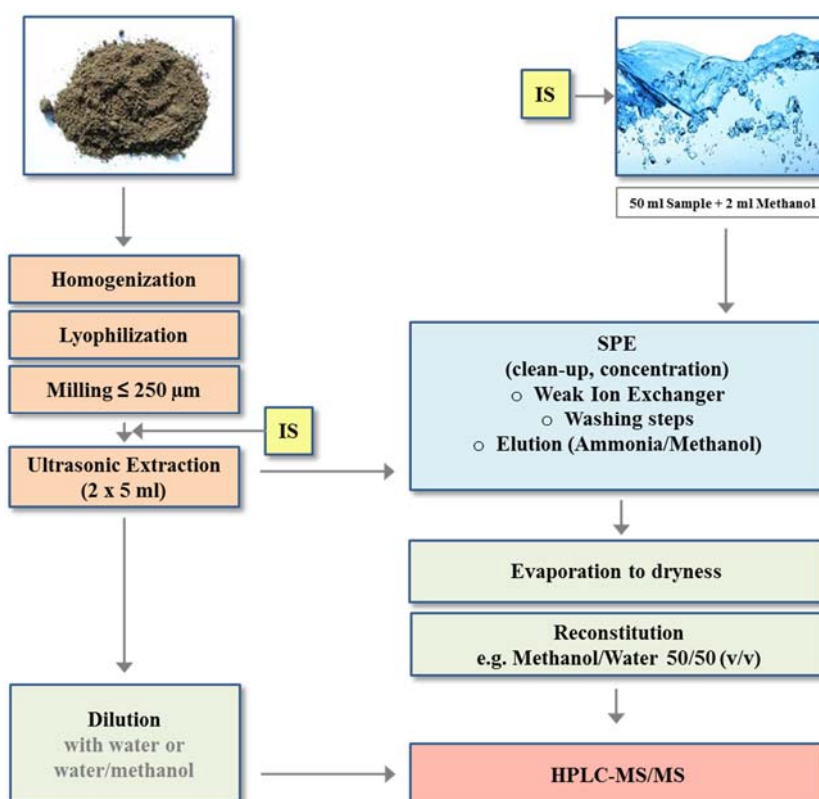 IS
50 ml Sample + 2 ml Methanol
Homogenization
Lyophilization
Milling ≤ 250 µm
IS
Ultrasonic Extraction
(2 x 5 ml)
SPE
(clean-up, concentration)
○ Weak Ion Exchanger
○ Washing steps
○ Elution (Ammonia/Methanol)
Evaporation to dryness
Reconstitution
e.g. Methanol/Water 50/50 (v/v)
Dilution
with water or
water/methanol
HPLC-MS/MS